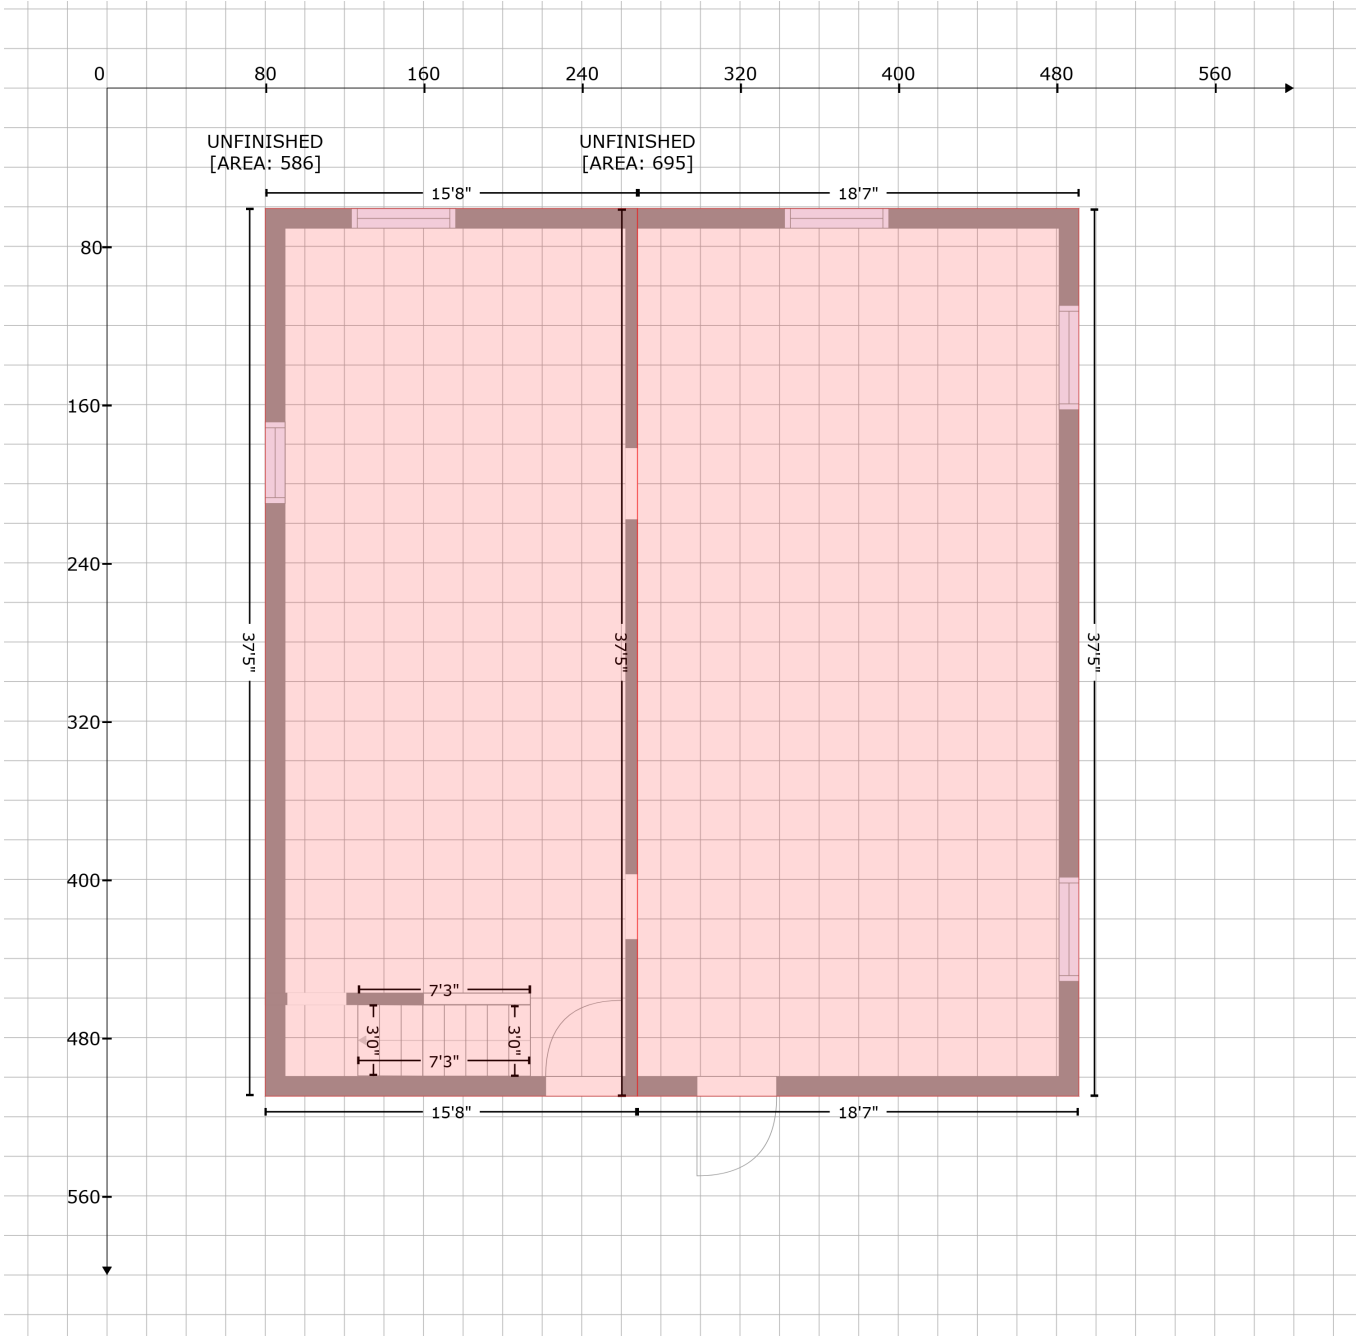 0 80 160 240 320 400 480 560
UNFINISHED
[AREA: 586]
UNFINISHED
[AREA: 695]
15'8" 18'7"
80
160
240
320
37'5" 37'5" 37'5"
400
480
560
7'3"
3'0" 3'0"
7'3"
15'8" 18'7"